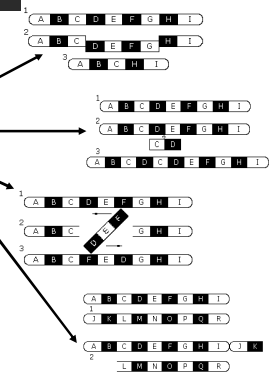 1
A B C D E F G H I
2
A B C D E F G H I
3
A B C H I
1
A B C D E F G H I
2
A B C D E F G H I
C D
3
A B C D C D E F G H I
1
A B C D E F G H I
2
A B C D E F G H I
3
A B C F E D G H I
A B C D E F G H I
1
J K L M N O P Q R
A B C D E F G H I J K
2
L M N O P Q R